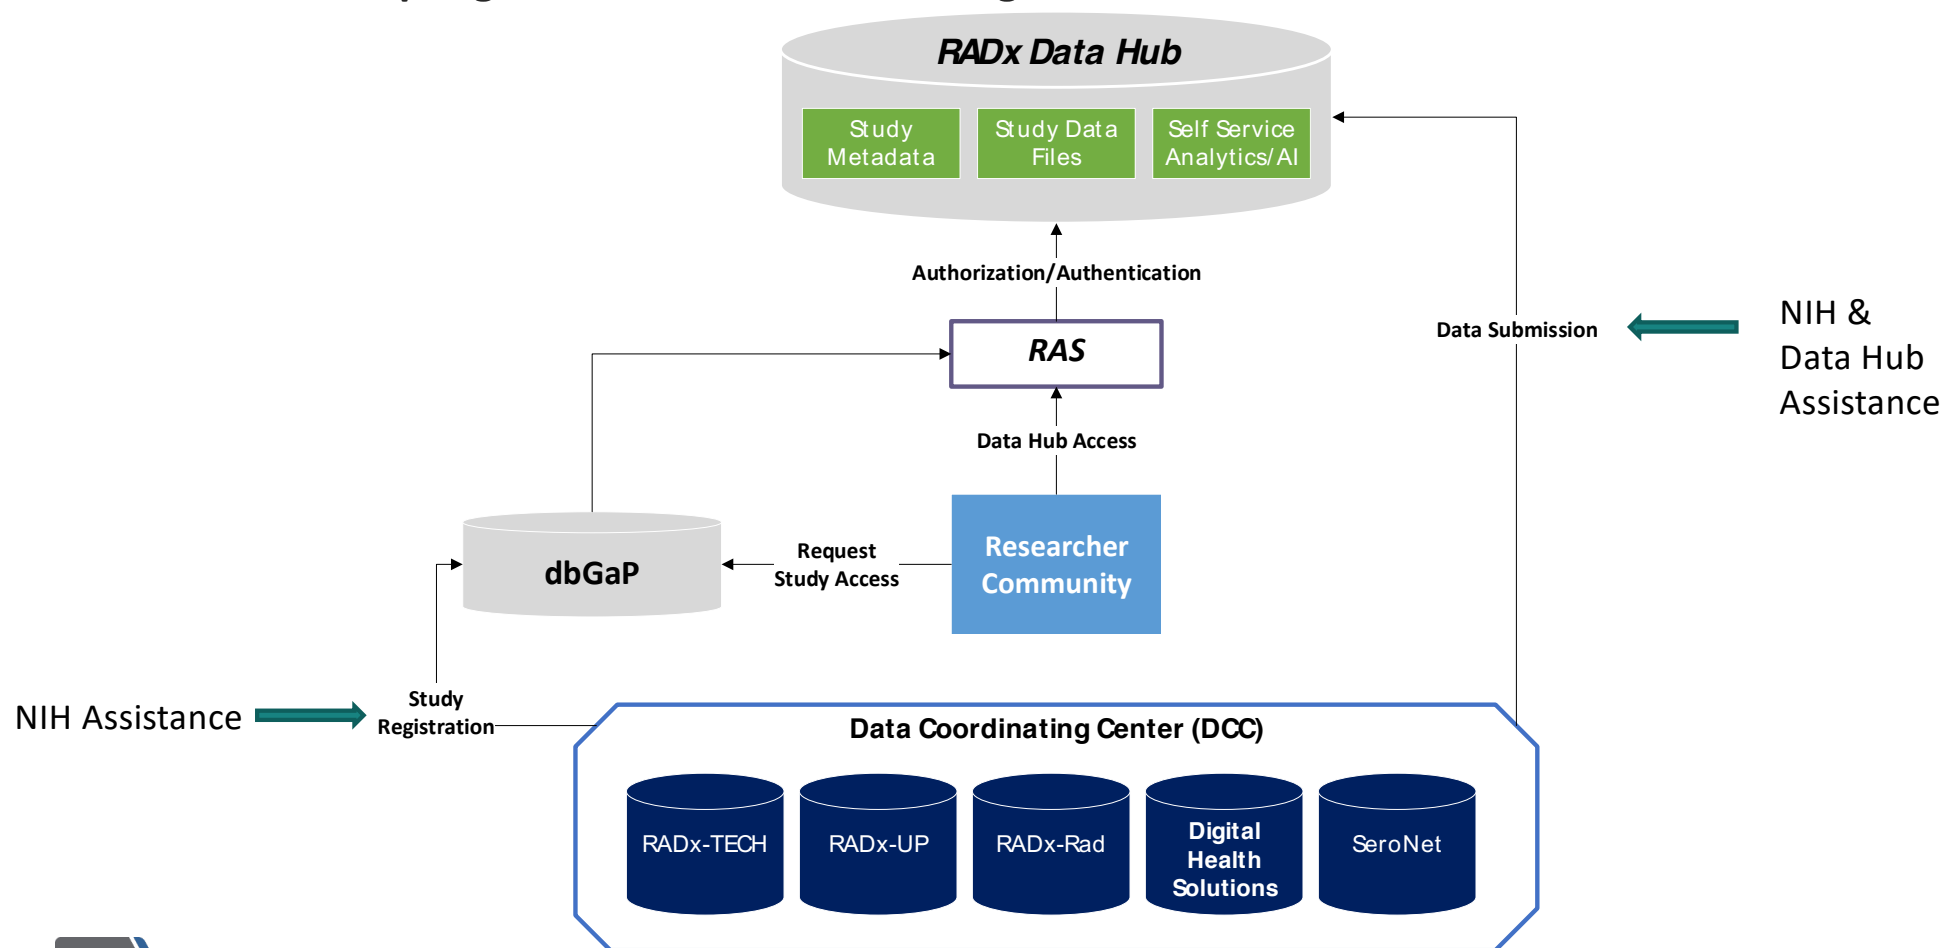 RADx Data Hub
Study
Metadata
Study Data
Files
Self Service
Analytics/AI
Authorization/Authentication
RAS
Data Submission
NIH &
Data Hub
Assistance
Data Hub Access
dbGaP
Request
Study Access
Researcher
Community
NIH Assistance
Study
Registration
Data Coordinating Center (DCC)
RADx-TECH
RADx-UP
RADx-Rad
Digital
Health
Solutions
SeroNet